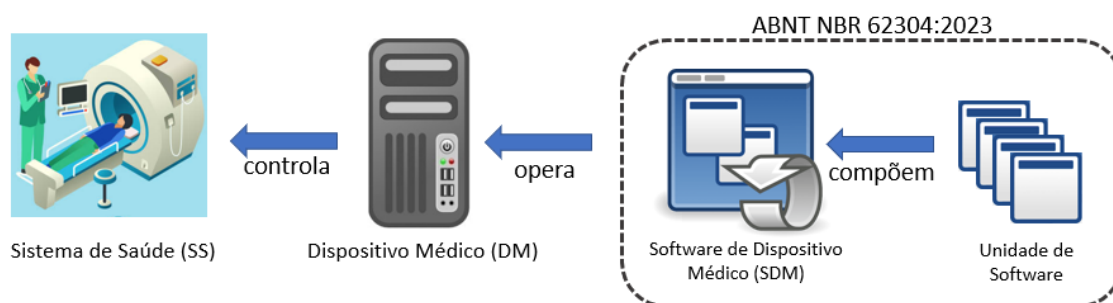 ABNT NBR 62304:2023
controla
opera
compõem
Sistema de Saúde (SS)
Dispositivo Médico (DM)
Software de Dispositivo
Médico (SDM)
Unidade de
Software